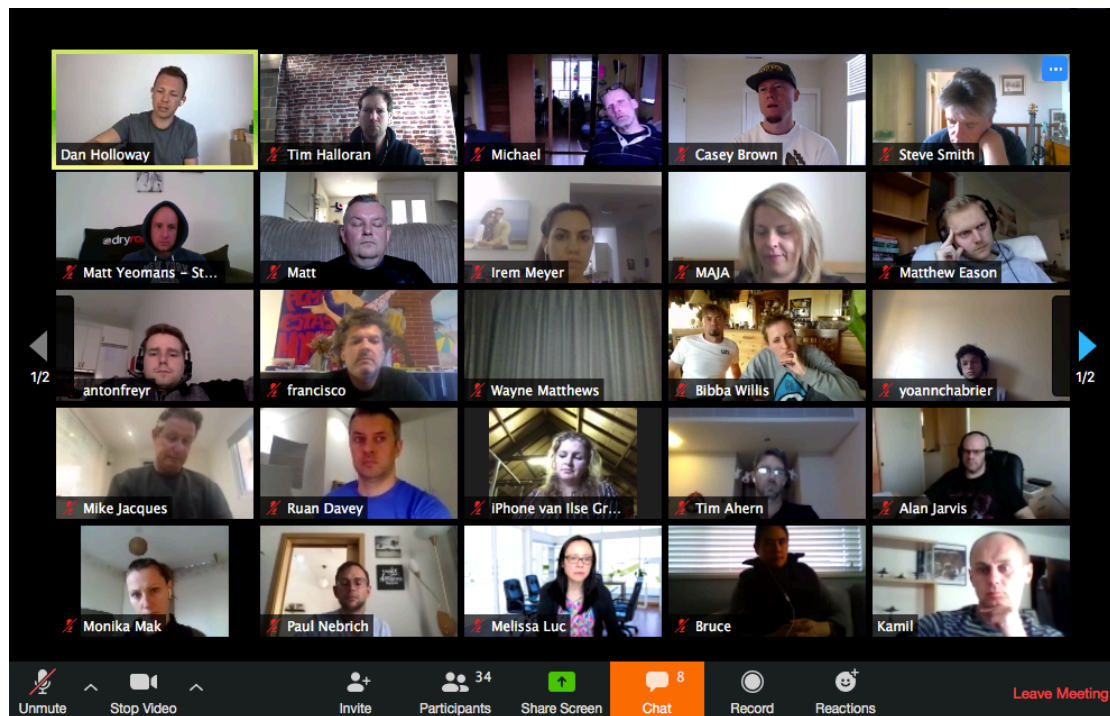 Dan Holloway
Tim Halloran
Michael
Casey Brown
Steve Smith
dryro
Matt Yeomans – St...
Matt
Irem Meyer
MAJA
Matthew Eason
1/2
antonfreyr
francisco
Wayne Matthews
Bibba Willis
yoannchabrier
1/2
Mike Jacques
Ruan Davey
iPhone van Ilse Gr...
Tim Ahern
Alan Jarvis
Monika Mak
Paul Nebrich
Melissa Luc
Bruce
Kamil
34
8
Unmute
Stop Video
Invite
Participants
Share Screen
Chat
Record
Reactions
Leave Meeting